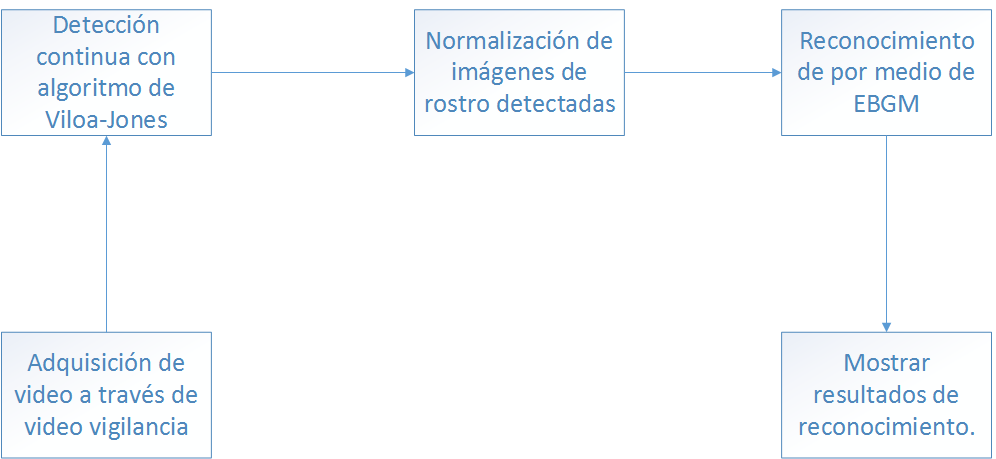 Detección
continua con
algoritmo de
Viloa-Jones
Normalización de
imágenes de
rostro detectadas
Reconocimiento
de por medio de
EBGM
Adquisición de
video a través de
video vigilancia
Mostrar
resultados de
reconocimiento.